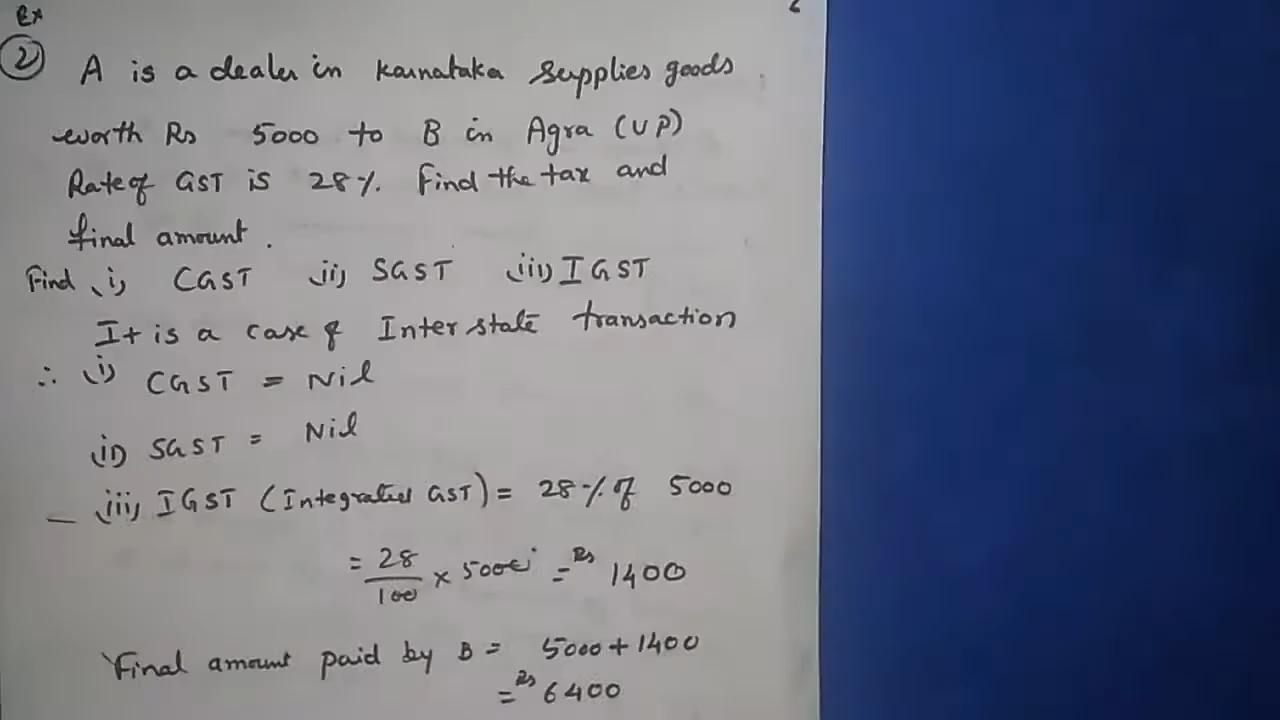 Ex
2 A is a dealer in Karnataka supplies goods
worth Rs 5000 to B in Agra (UP)
Rate of GST is 28%. Find the tax and
final amount.
Find i) CGST ii) SGST iii) IGST
It is a case of Inter state transaction
∴ i) CGST = Nil
ii) SGST = Nil
iii) IGST (Integrated GST) = 28% of 5000
= 28/100 × 5000 = Rs 1400
Final amount paid by B = 5000 + 1400
= Rs 6400